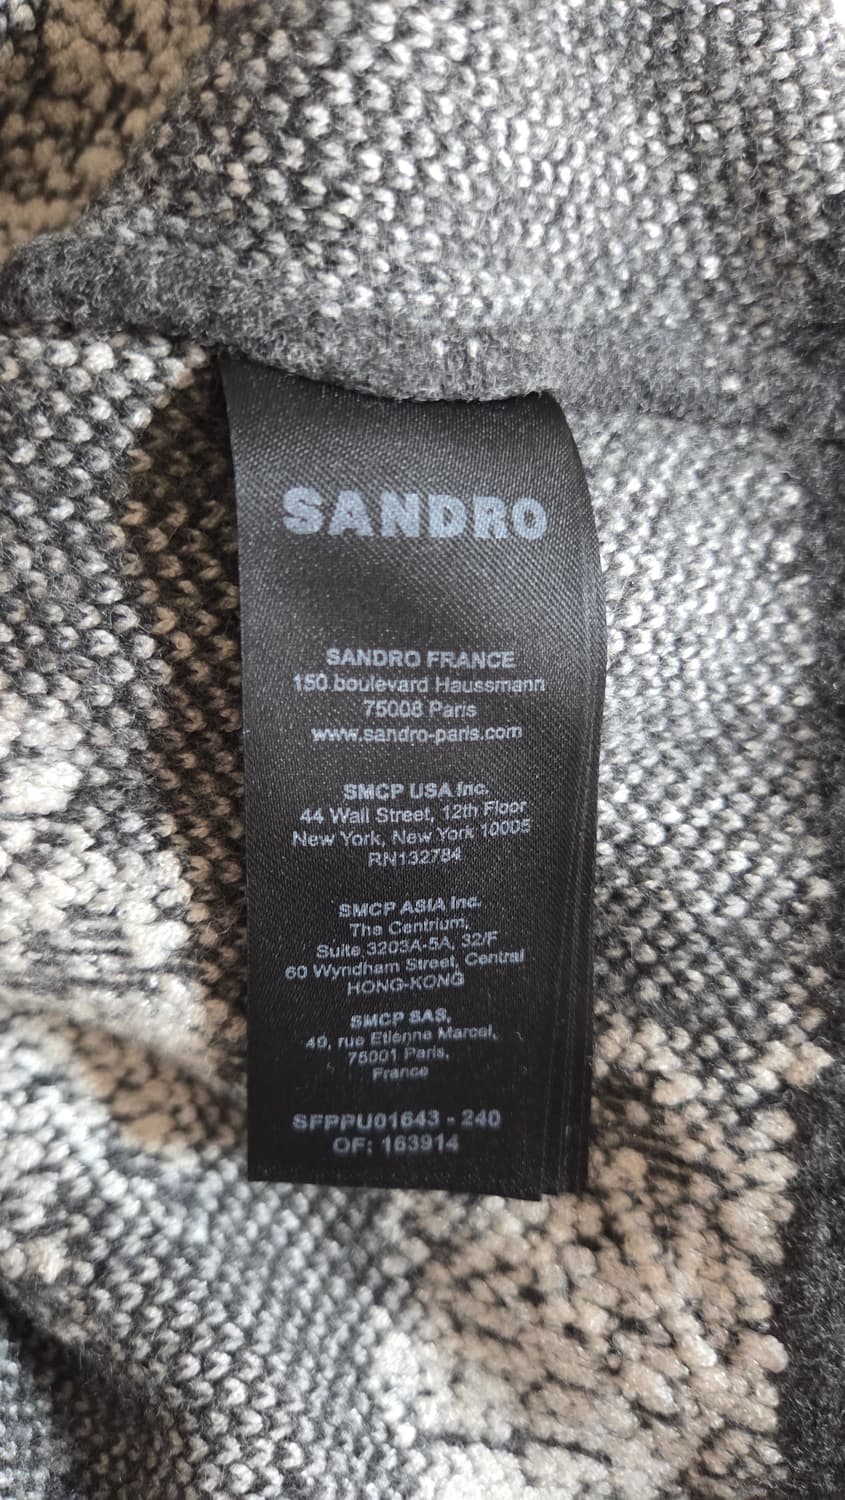 SANDRO
SANDRO FRANCE
150 boulevard Haussmann
75008 Paris
www.sandro-paris.com
SMCP USA Inc.
44 Wall Street, 12th Floor
New York, New York 10005
RN132784
SMCP ASIA Inc.
The Centrium,
Suite 3203A-5A, 32/F
60 Wyndham Street, Central
HONG-KONG
SMCP SAS,
49, rue Etienne Marcel,
75001 Paris,
France
SFPPU01643 - 240
OF: 163914